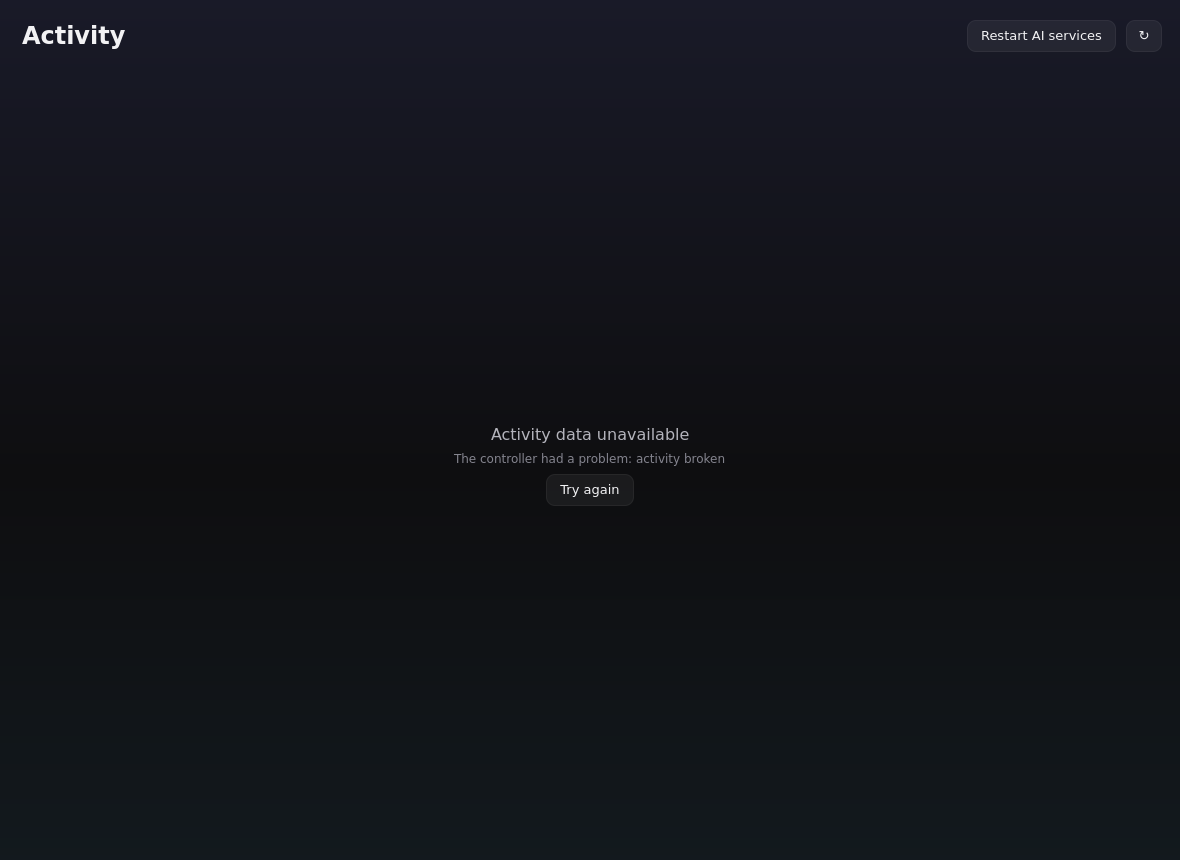 Activity
Restart AI services
↻
Activity data unavailable
The controller had a problem: activity broken
Try again